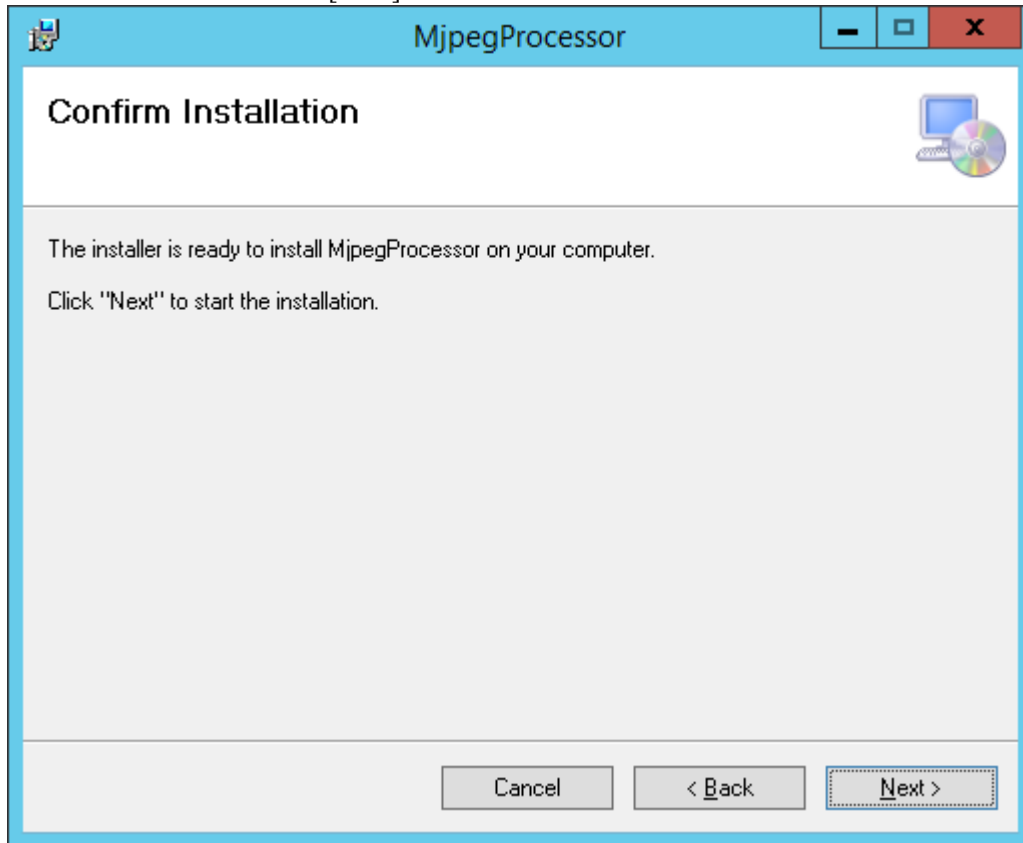 MjpegProcessor
Confirm Installation
The installer is ready to install MjpegProcessor on your computer.
Click "Next" to start the installation.
Cancel
< Back
Next >